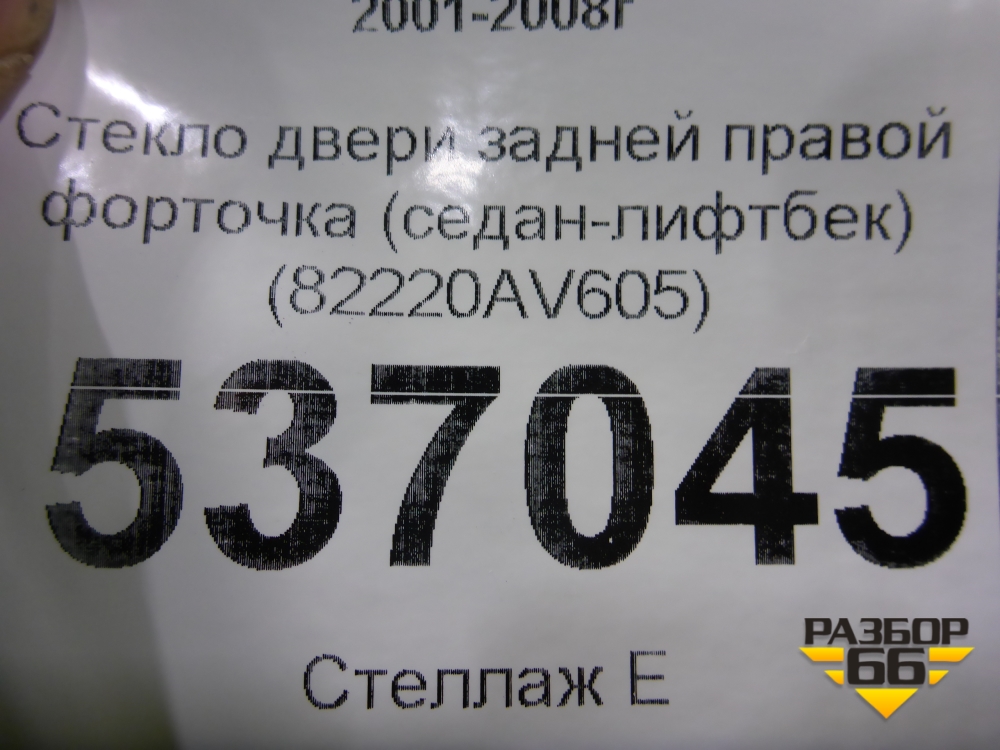 2001-2008г
Стекло двери задней правой
форточка (седан-лифтбек)
(82220AV605)
537045
Стеллаж Е
РАЗБОР
66